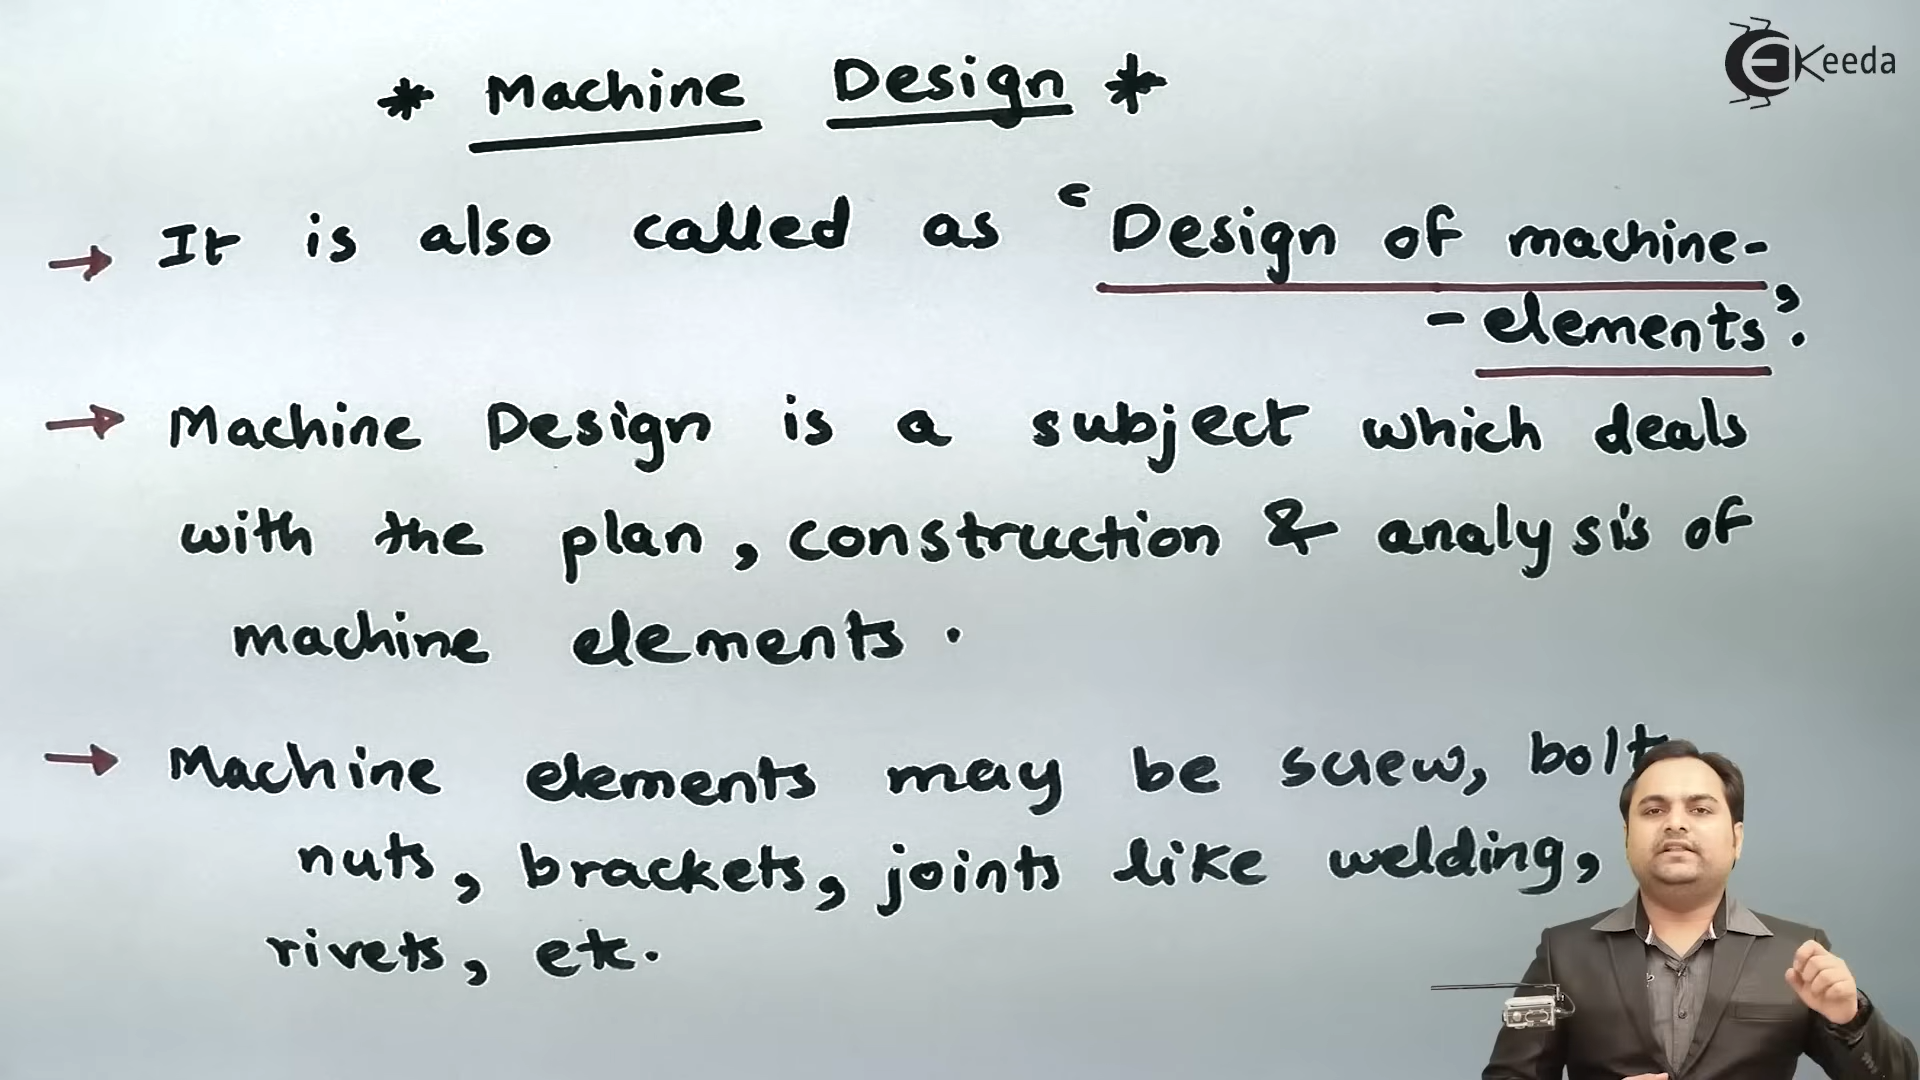 * Machine Design *
EKeeda
→ It is also called as ‘Design of machine-
- elements’.
→ Machine Design is a subject which deals
with the plan, construction & analysis of
machine elements.
→ Machine elements may be screw, bolt
nuts, brackets, joints like welding,
rivets, etc.